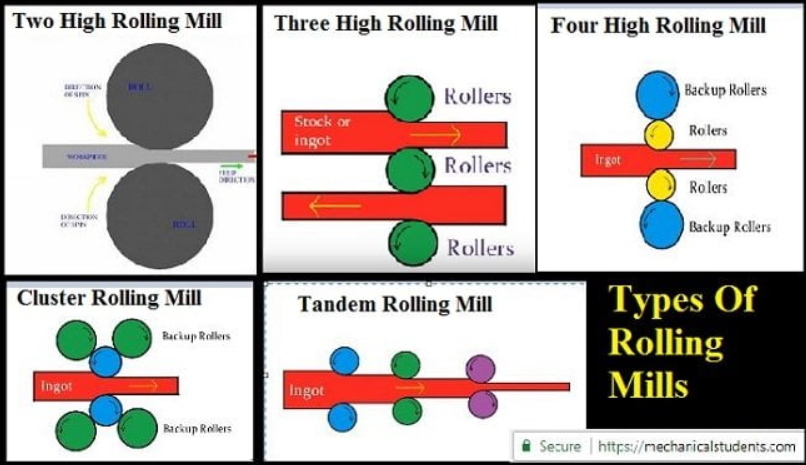 Two High Rolling Mill
DIRECTION
OF SPIN
ROLL
WORKPIECE
FEED
DIRECTION
DIRECTION
OF SPIN
ROLL
Three High Rolling Mill
Rollers
Stock or
ingot
Rollers
Rollers
Four High Rolling Mill
Backup Rollers
Rollers
Ingot
Rollers
Backup Rollers
Cluster Rolling Mill
Backup Rollers
Ingot
Backup Rollers
Tandem Rolling Mill
Ingot
Types Of
Rolling
Mills
Secure | https://mechanicalstudents.com